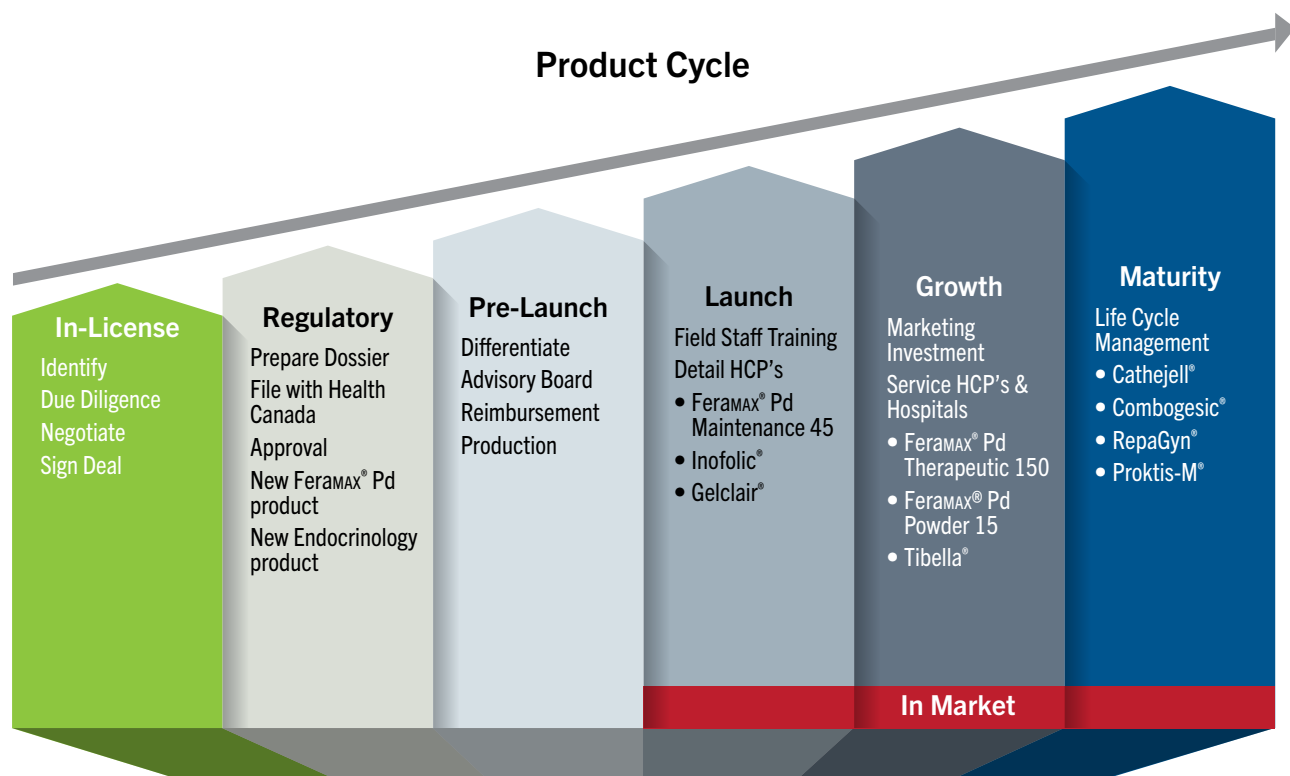 Product Cycle
In-License
Identify
Due Diligence
Negotiate
Sign Deal
Regulatory
Prepare Dossier
File with Health
Canada
Approval
New FeraMAX® Pd
product
New Endocrinology
product
Pre-Launch
Differentiate
Advisory Board
Reimbursement
Production
Launch
Field Staff Training
Detail HCP's
• FeraMAX® Pd
Maintenance 45
• Inofolic®
• Gelclair®
Growth
Marketing
Investment
Service HCP's &
Hospitals
• FeraMAX® Pd
Therapeutic 150
• FeraMAX® Pd
Powder 15
• Tibella®
Maturity
Life Cycle
Management
• Cathejell®
• Combogesic®
• RepaGyn®
• Proktis-M®
In Market